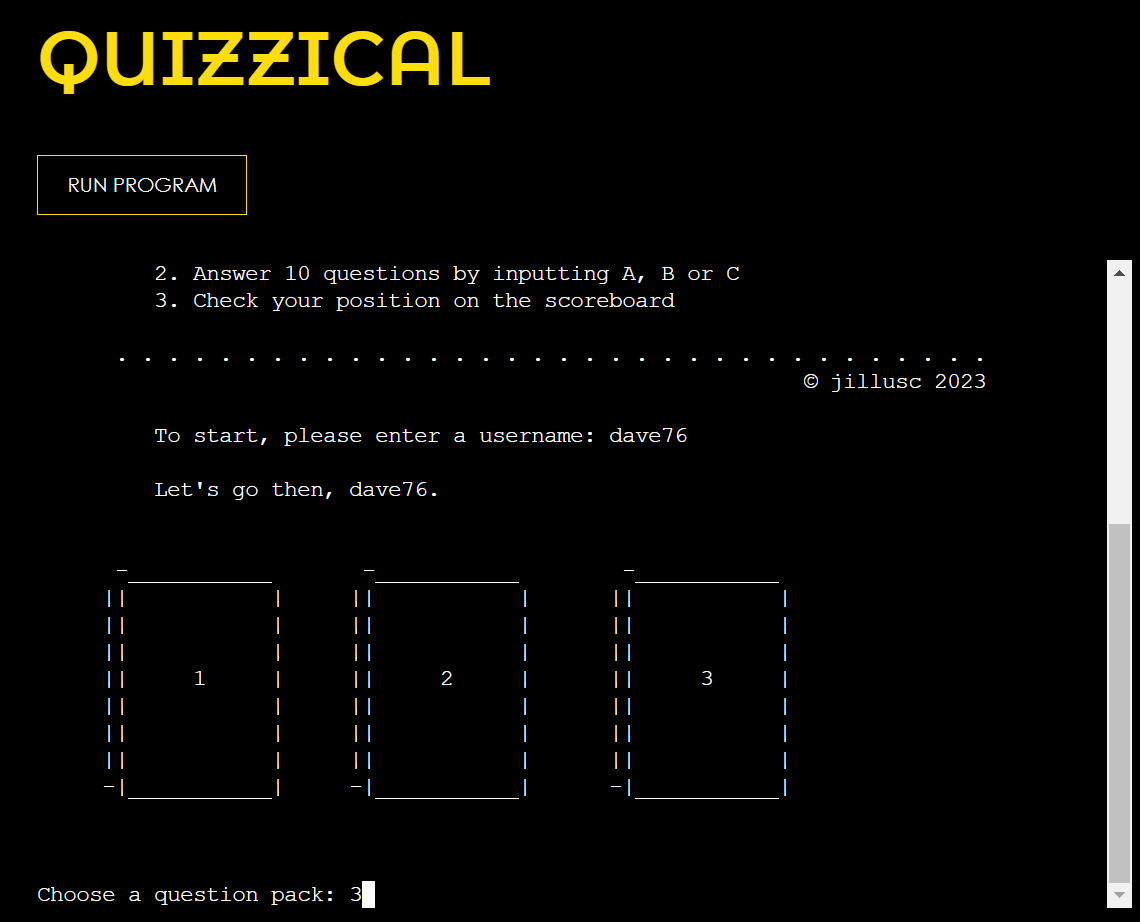 QUIZZICAL
RUN PROGRAM
2. Answer 10 questions by inputting A, B or C
3. Check your position on the scoreboard
. . . . . . . . . . . . . . . . . . . . . . . . . . . . . . . . . .
© jillusc 2023
To start, please enter a username: dave76
Let's go then, dave76.
1 2 3
Choose a question pack: 3